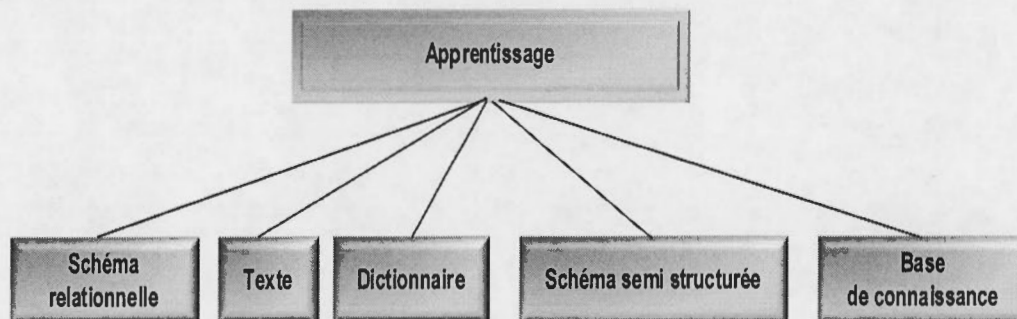 Apprentissage
Schéma
relationnelle
Texte
Dictionnaire
Schéma semi structurée
Base
de connaissance